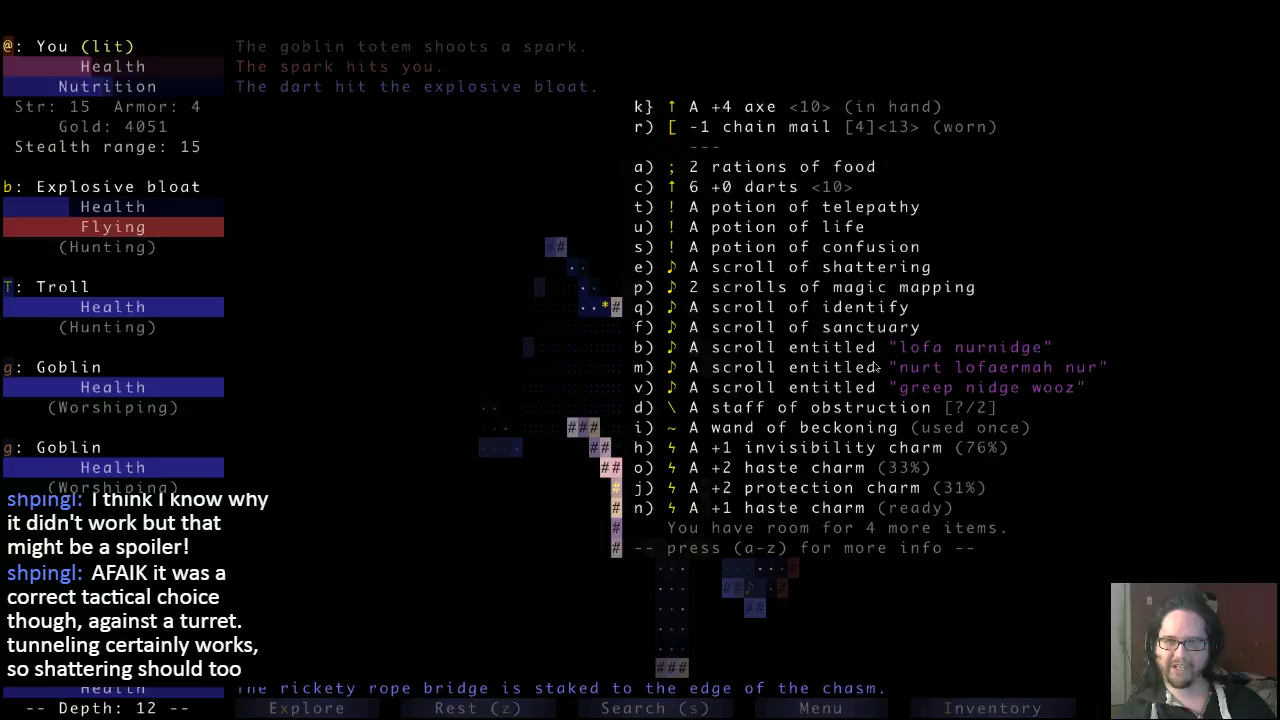 @: You (lit)
Health
Nutrition
Str: 15 Armor: 4
Gold: 4051
Stealth range: 15
b: Explosive bloat
Health
Flying
(Hunting)
T: Troll
Health
(Hunting)
g: Goblin
Health
(Worshiping)
g: Goblin
Health
(Worshiping)
shpingl: I think I know why
it didn't work but that
might be a spoiler!
shpingl: AFAIK it was a
correct tactical choice
though, against a turret.
tunneling certainly works,
so shattering should too
Health
-- Depth: 12 --
The goblin totem shoots a spark.
The spark hits you.
The dart hit the explosive bloat.
k} ↑ A +4 axe <10> (in hand)
r) [ -1 chain mail [4]<13> (worn)
---
a) ; 2 rations of food
c) ↑ 6 +0 darts <10>
t) ! A potion of telepathy
u) ! A potion of life
s) ! A potion of confusion
e) ♪ A scroll of shattering
p) ♪ 2 scrolls of magic mapping
q) ♪ A scroll of identify
f) ♪ A scroll of sanctuary
b) ♪ A scroll entitled "lofa nurnidge"
m) ♪ A scroll entitled "nurt lofaermah nur"
v) ♪ A scroll entitled "greep nidge wooz"
d) \ A staff of obstruction [?/2]
i) ~ A wand of beckoning (used once)
h) ϟ A +1 invisibility charm (76%)
o) ϟ A +2 haste charm (33%)
j) ϟ A +2 protection charm (31%)
n) ϟ A +1 haste charm (ready)
You have room for 4 more items.
-- press (a-z) for more info --
The rickety rope bridge is staked to the edge of the chasm.
Explore Rest (z) Search (s) Menu Inventory